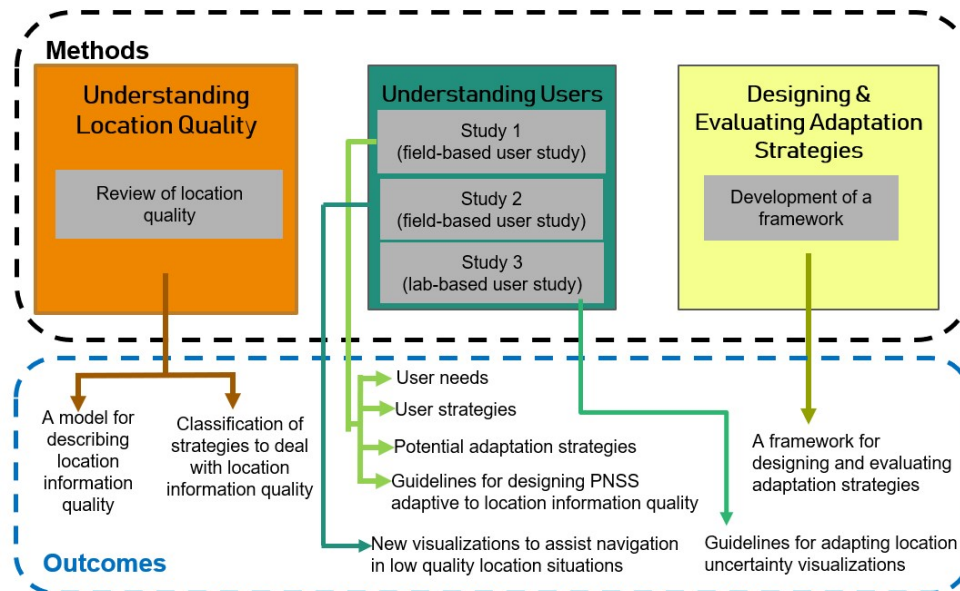 Methods
Understanding
Location Quality
Review of location
quality
Understanding Users
Study 1
(field-based user study)
Study 2
(field-based user study)
Study 3
(lab-based user study)
Designing &
Evaluating Adaptation
Strategies
Development of a
framework
A model for
describing
location
information
quality
Classification of
strategies to deal
with location
information quality
User needs
User strategies
Potential adaptation strategies
Guidelines for designing PNSS
adaptive to location information quality
New visualizations to assist navigation
in low quality location situations
A framework for
designing and evaluating
adaptation strategies
Guidelines for adapting location
uncertainty visualizations
Outcomes